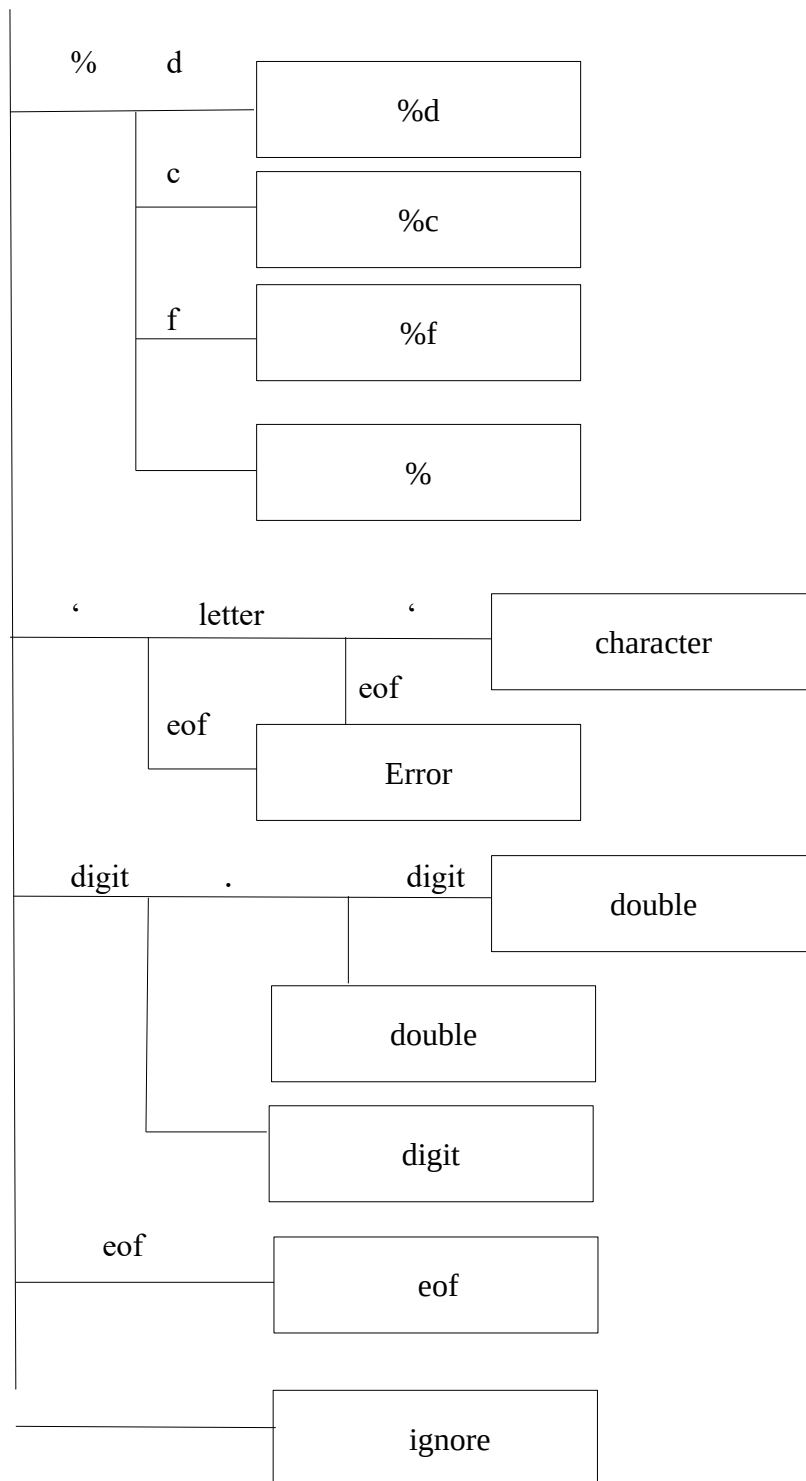 % d
%d
c
%c
f
%f
%
‘ letter ‘
character
eof
eof
Error
digit . digit
double
double
digit
eof
eof
ignore